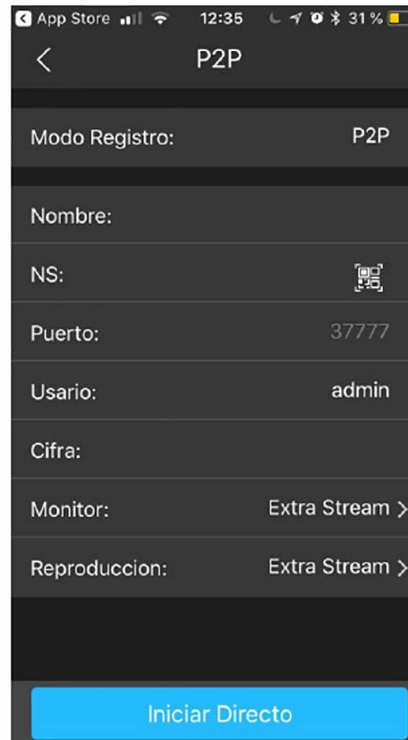 App Store 12:35 31 %
P2P
Modo Registro: P2P
Nombre:
NS:
Puerto: 37777
Usario: admin
Cifra:
Monitor: Extra Stream
Reproduccion: Extra Stream
Iniciar Directo